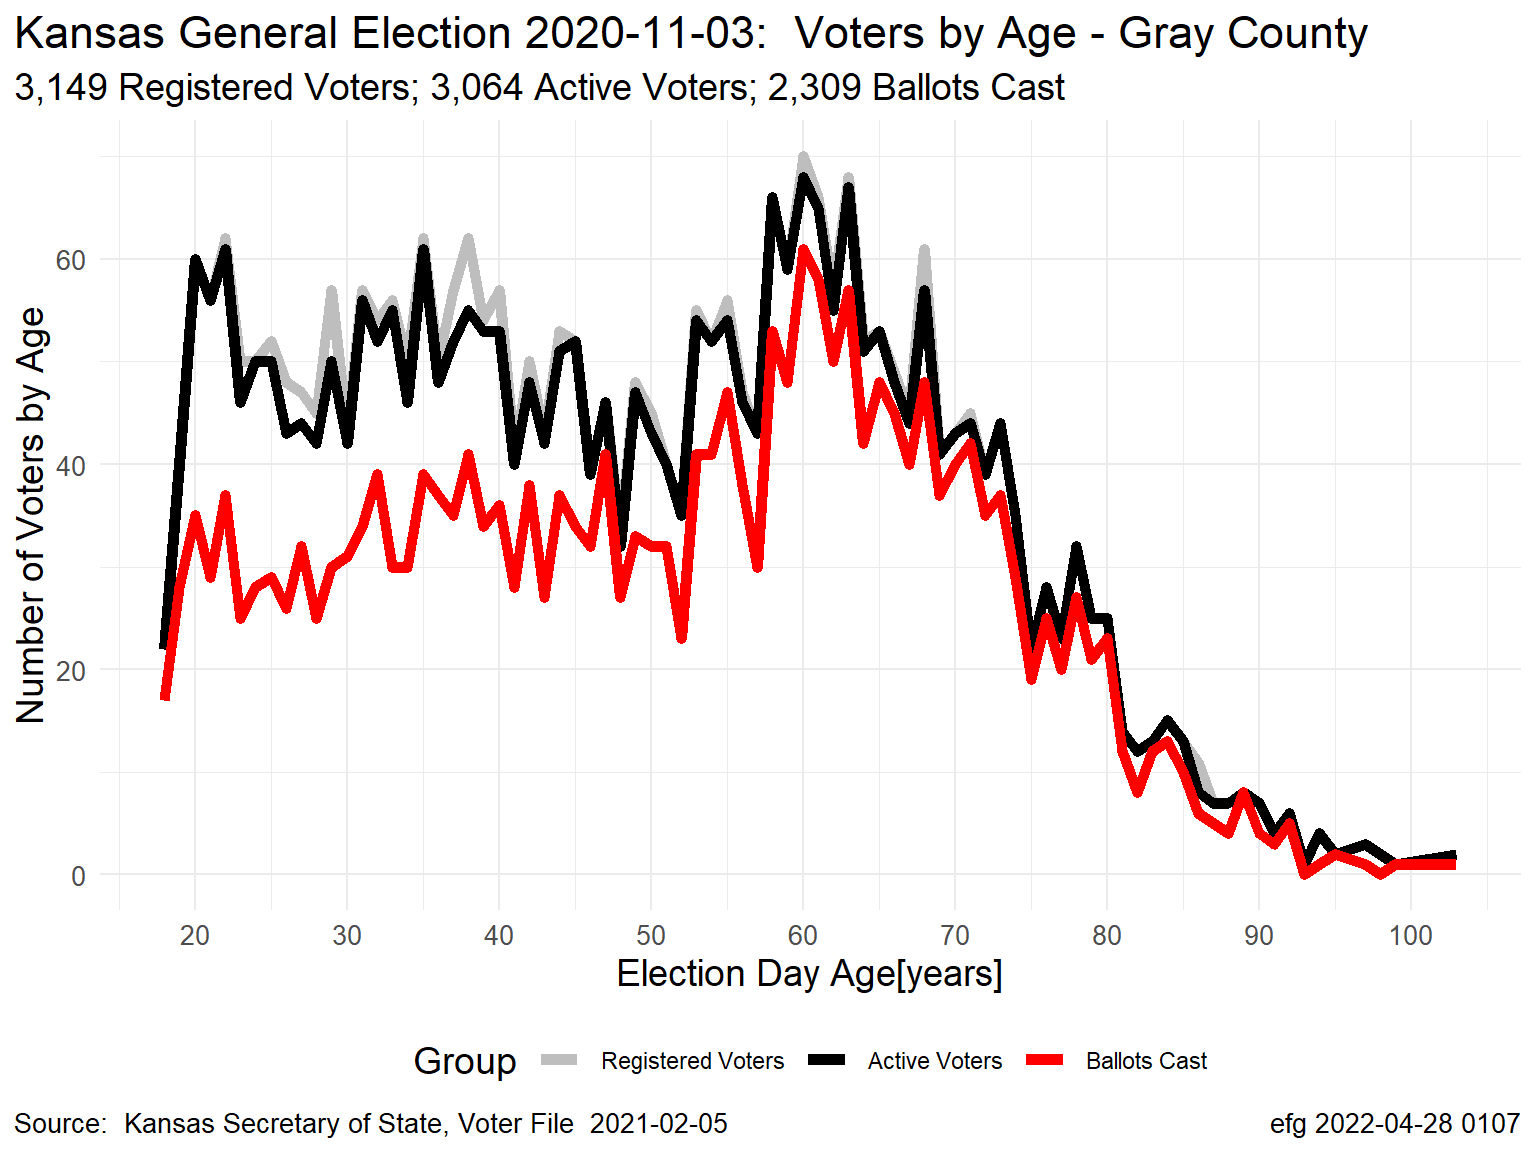 Kansas General Election 2020-11-03:  Voters by Age - Gray County
3,149 Registered Voters; 3,064 Active Voters; 2,309 Ballots Cast
Number of Voters by Age
60
40
20
0
20 30 40 50 60 70 80 90 100
Election Day Age[years]
Group Registered Voters Active Voters Ballots Cast
Source:  Kansas Secretary of State, Voter File  2021-02-05
efg 2022-04-28 0107